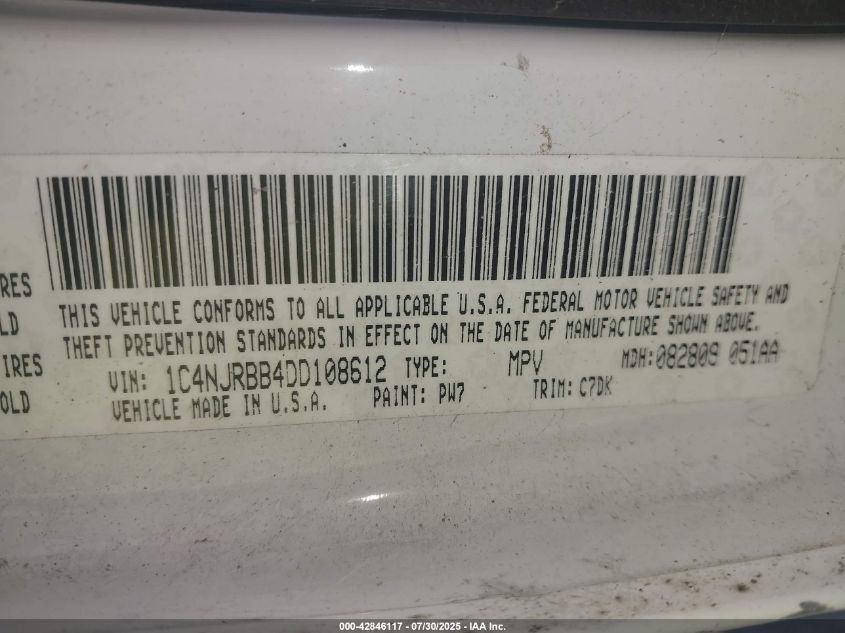 RES
LD
IRES
OLD
THIS VEHICLE CONFORMS TO ALL APPLICABLE U.S.A. FEDERAL MOTOR VEHICLE SAFETY AND
THEFT PREVENTION STANDARDS IN EFFECT ON THE DATE OF MANUFACTURE SHOWN ABOVE.
VIN: 1C4NJRBB4DD108612 TYPE: MPV MDH:082809 051AA
VEHICLE MADE IN U.S.A. PAINT: PW7 TRIM: C7DK
000-42846117 - 07/30/2025 - IAA Inc.